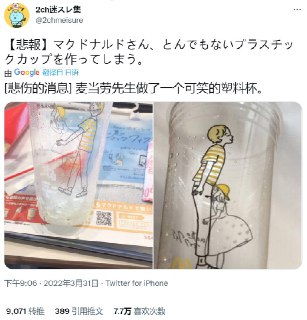 2ch迷スレ集
@2chmeisure
【悲報】マクドナルドさん、とんでもないプラスチッ
クカップを作ってしまう。
由 Google 翻译自 日语
[悲伤的消息] 麦当劳先生做了一个可笑的塑料杯。
下午9:06 · 2022年3月31日 · Twitter for iPhone
9,071 转推 389 引用推文 7.7万 喜欢次数